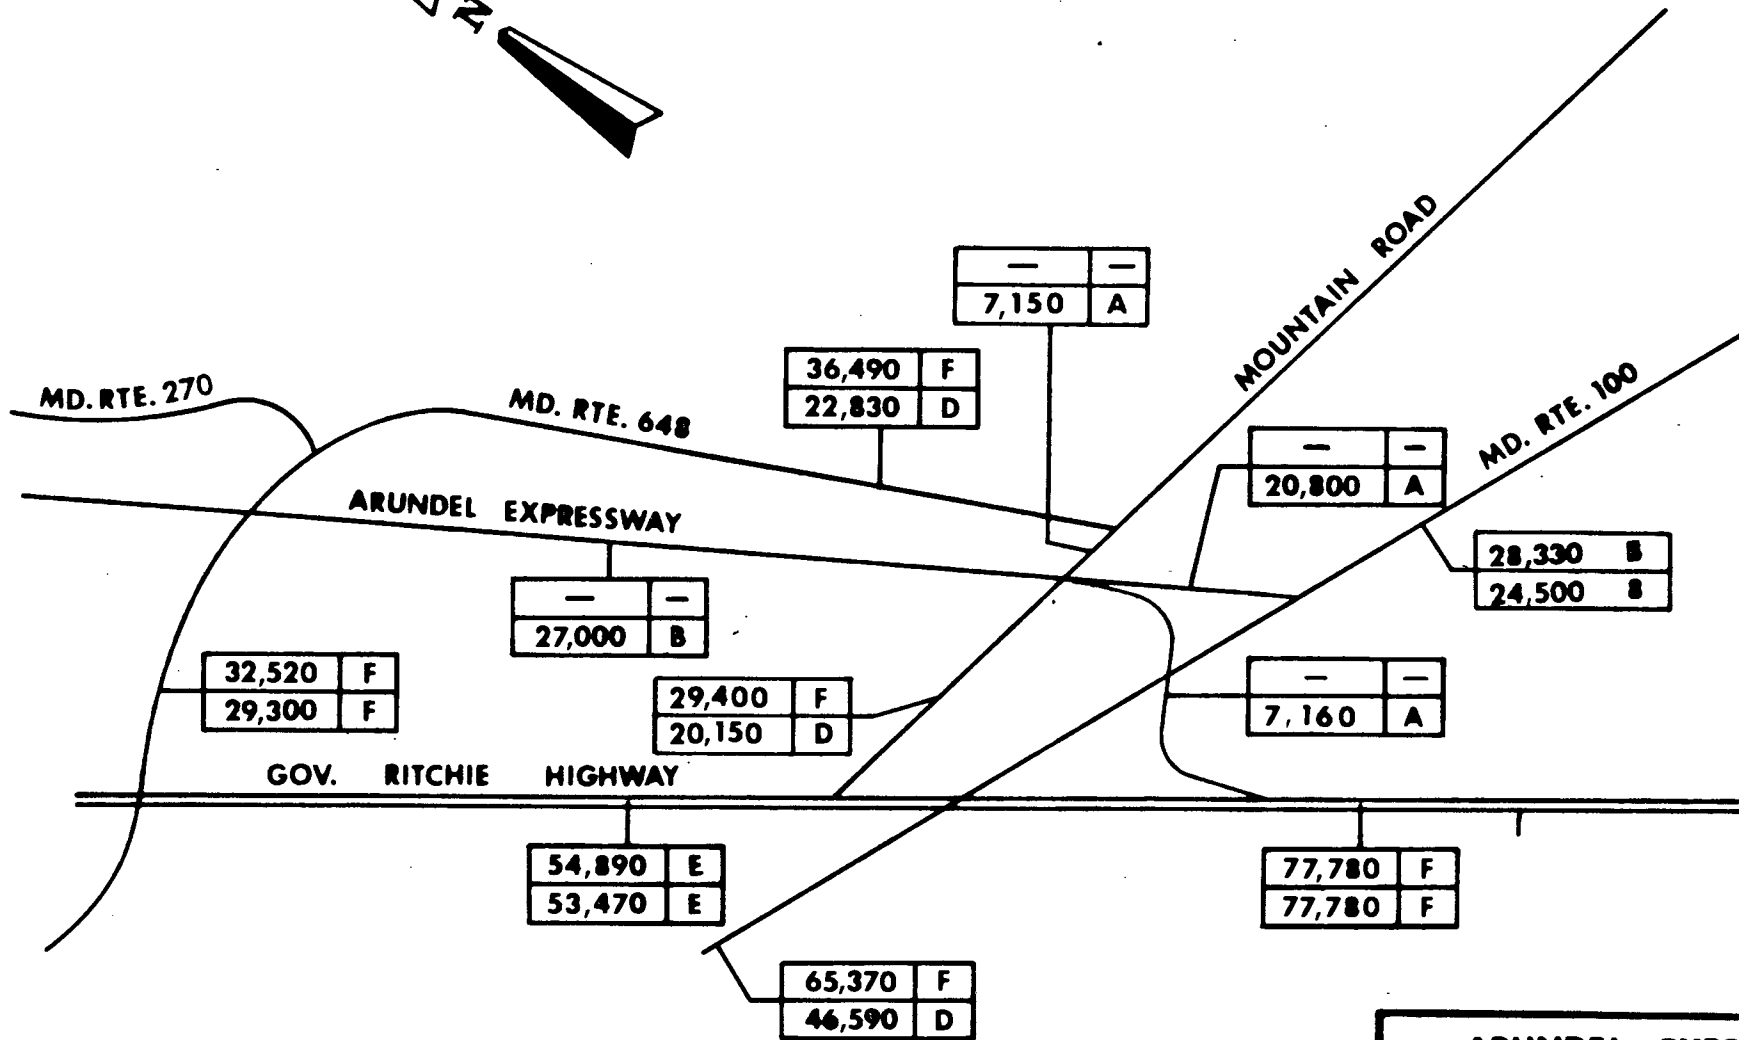 N
— —
7,150 A
MOUNTAIN ROAD
36,490 F
22,830 D
MD. RTE. 270
MD. RTE. 648
MD. RTE. 100
— —
20,800 A
ARUNDEL EXPRESSWAY
28,330
24,500
— —
27,000 B
32,520 F
29,300 F
29,400 F
20,150 D
— —
7,160 A
GOV. RITCHIE HIGHWAY
54,890 E
53,470 E
77,780 F
77,780 F
65,370 F
46,590 D